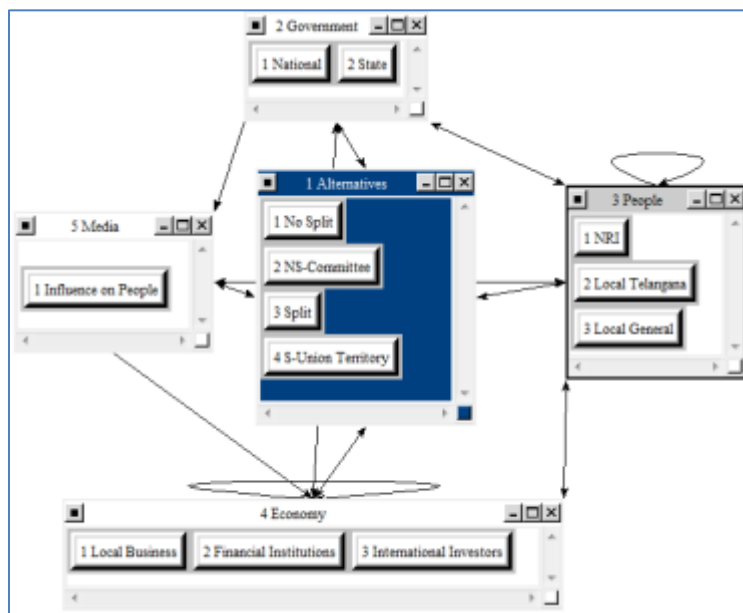 2 Government
1 National
2 State
1 Alternatives
1 No Split
2 NS-Committee
3 Split
4 S-Union Territory
3 People
1 NRI
2 Local Telangana
3 Local General
5 Media
1 Influence on People
4 Economy
1 Local Business
2 Financial Institutions
3 International Investors